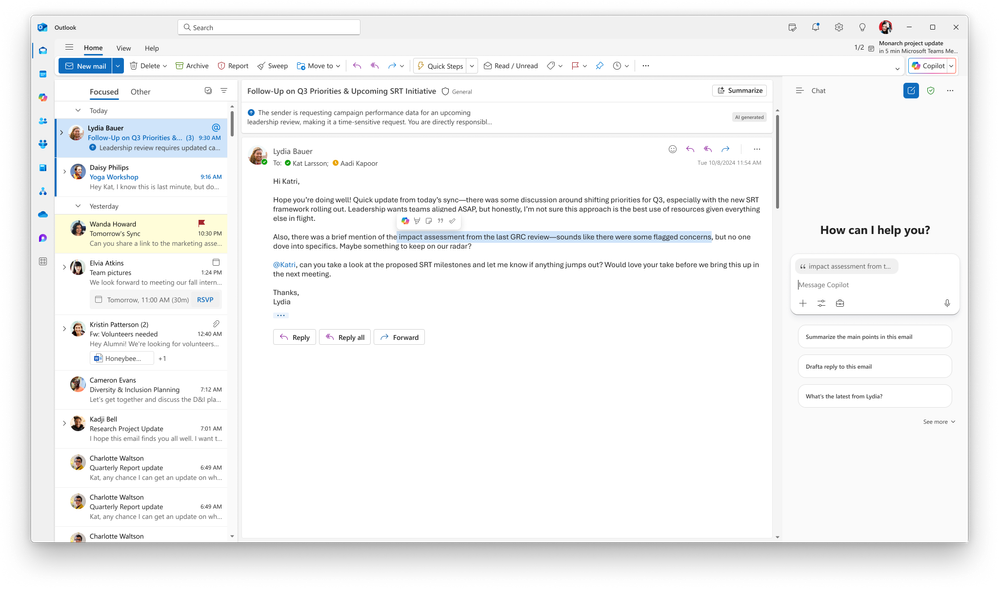 Outlook
Search
Home
View
Help
1/2
Monarch project update
in 5 min Microsoft Teams Me...
New mail
Delete
Archive
Report
Sweep
Move to
Quick Steps
Read / Unread
Copilot
Focused
Other
Today
Lydia Bauer
Follow-Up on Q3 Priorities &... (3) 9:30 AM
Leadership review requires updated ca...
Daisy Philips
Yoga Workshop 9:16 AM
Hey Kat, I know this is last minute, but do...
Yesterday
Wanda Howard
Tomorrow's Sync 10:30 PM
Can you share a link to the marketing asse...
Elvia Atkins
Team pictures 1:24 PM
We look forward to meeting our fall intern...
Tomorrow, 11:00 AM (30m) RSVP
Kristin Patterson (2)
Fw: Volunteers needed 12:40 AM
Hey Alumni! We're looking for volunteers...
Honeybee... +1
Cameron Evans
Diversity & Inclusion Planning 7:12 AM
Let's get together and discuss the D&I pla...
Kadji Bell
Research Project Update 7:01 AM
I hope this email finds you all well. I want t...
Charlotte Waltson
Quarterly Report update 6:49 AM
Kat, any chance I can get an update on wh...
Charlotte Waltson
Quarterly Report update 6:49 AM
Kat, any chance I can get an update on wh...
Charlotte Waltson
Follow-Up on Q3 Priorities & Upcoming SRT Initiative General
Summarize
The sender is requesting campaign performance data for an upcoming
leadership review, making it a time-sensitive request. You are directly responsibl...
AI generated
Lydia Bauer
To: Kat Larsson; Aadi Kapoor
Tue 10/8/2024 11:54 AM
Hi Katri,
Hope you're doing well! Quick update from today's sync—there was some discussion around shifting priorities for Q3, especially with the new SRT
framework rolling out. Leadership wants teams aligned ASAP, but honestly, I'm not sure this approach is the best use of resources given everything
else in flight.
Also, there was a brief mention of the impact assessment from the last GRC review—sounds like there were some flagged concerns, but no one
dove into specifics. Maybe something to keep on our radar?
@Katri, can you take a look at the proposed SRT milestones and let me know if anything jumps out? Would love your take before we bring this up in
the next meeting.
Thanks,
Lydia
Reply
Reply all
Forward
Chat
How can I help you?
impact assessment from t...
Message Copilot
Summarize the main points in this email
Drafta reply to this email
What's the latest from Lydia?
See more